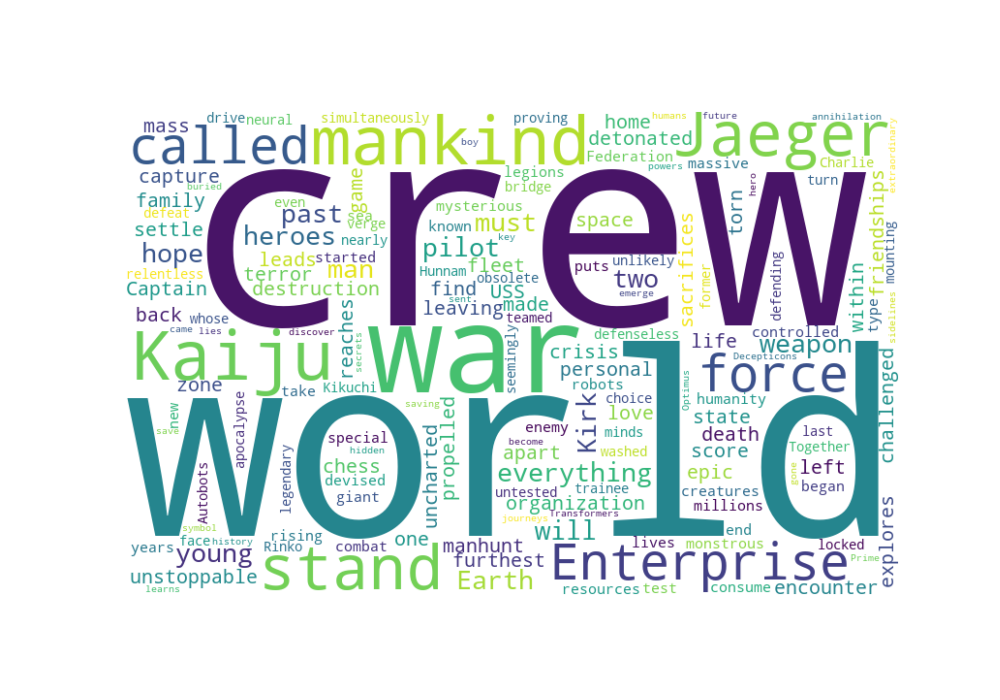 drive
neural
simultaneously
proving
humans
future
annihilation
mass
called
mankind
boy
home
detonated
Jaeger
Federation
massive
Charlie
extraordinary
capture
buried
crew
game
legions
bridge
powers
turn
hero
family
even
past
sea
verge
mysterious
must
space
torn
friendships
defeat
settle
heroes
nearly
known
key
pilot
unlikely
sacrifices
defending
mounting
hope
leads
started
man
Hunnam
fleet
puts
two
former
within
relentless
terror
obsolete
emerge
Captain
destruction
find
sent
USS
type
sidelines
back
whose
leaving
made
teamed
came
lies
discover
reaches
war
seemingly
defenseless
life
controlled
Kaiju
secrets
crisis
weapon
Decepticons
zone
Kikuchi
personal
force
challenged
take
robots
Optimus
humanity
new
apocalypse
world
saving
choice
love
state
save
special
hidden
enemy
minds
washed
Kirk
death
last
Together
become
apart
score
left
Autobots
legendary
chess
devised
giant
uncharted
propelled
everything
epic
gone
untested
trainee
creatures
began
organization
millions
symbol
journeys
Transformers
will
end
years
face
history
rising
one
Rinko
combat
manhunt
lives
monstrous
locked
explores
young
furthest
Enterprise
Prime
unstoppable
learns
stand
Earth
resources
test
consume
encounter